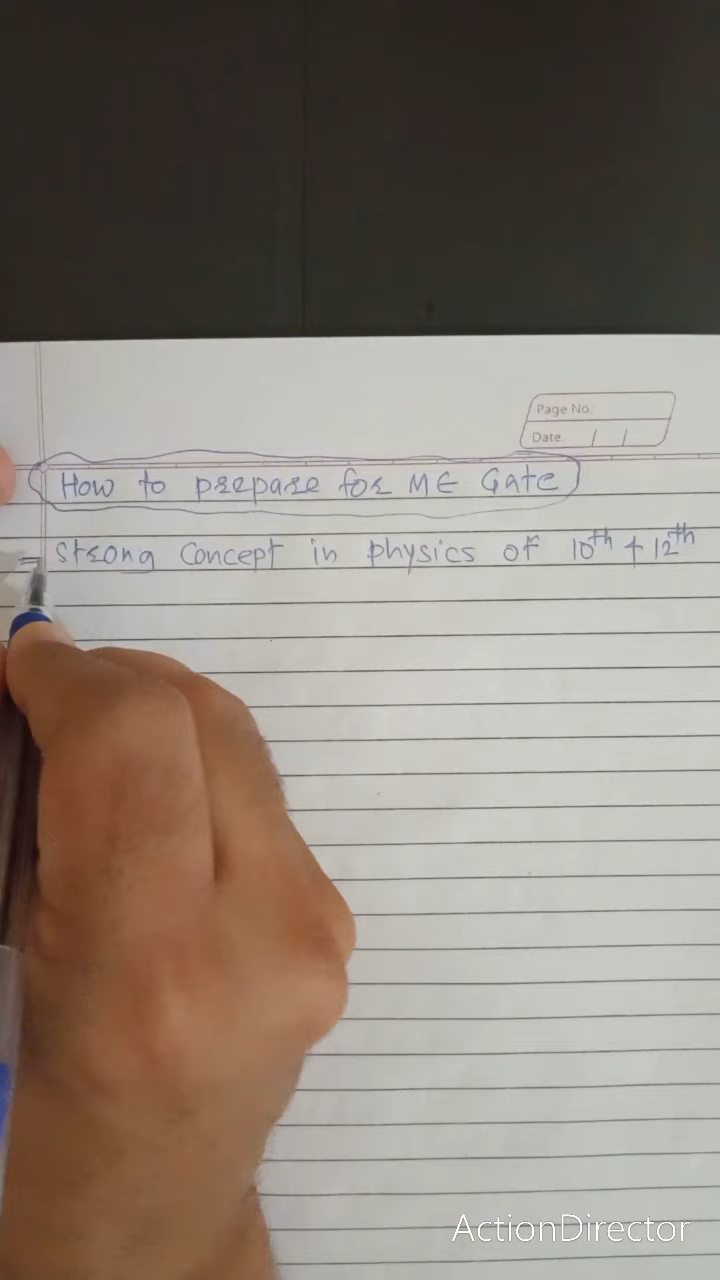 Page No.:
Date. / /
How to prepare for ME Gate
= strong concept in physics of 10th + 12th
ActionDirector